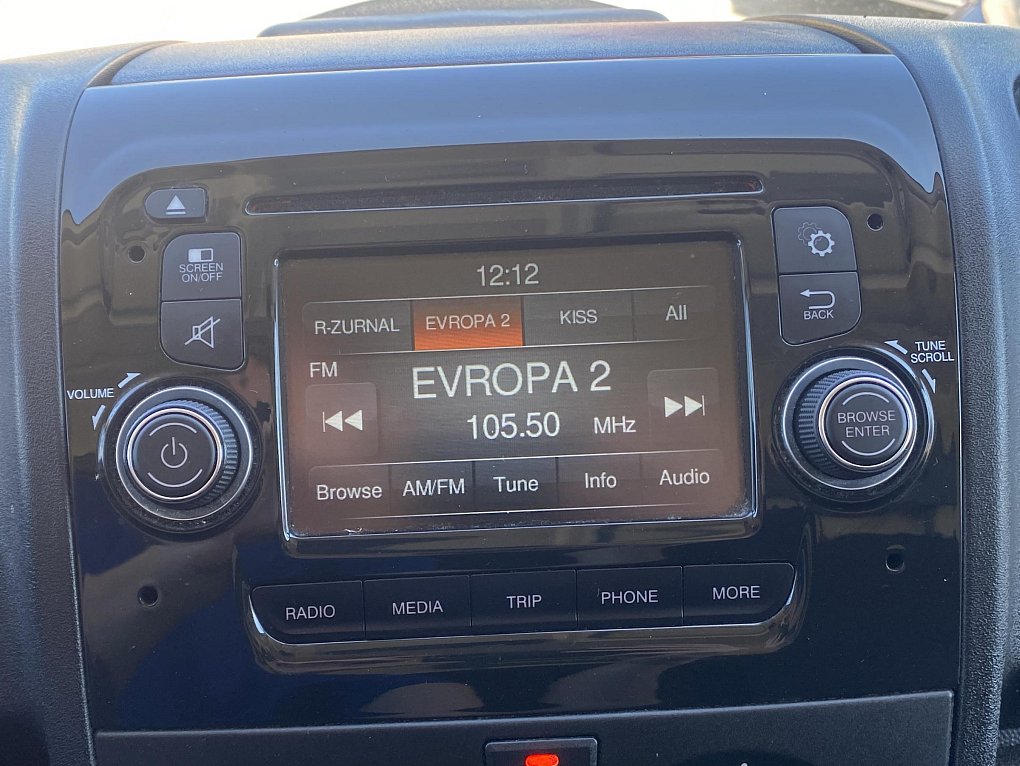 SCREEN
ON/OFF
VOLUME
12:12
R-ZURNAL EVROPA 2 KISS All
FM
EVROPA 2
105.50 MHz
Browse AM/FM Tune Info Audio
BACK
TUNE
SCROLL
BROWSE
ENTER
RADIO MEDIA TRIP PHONE MORE